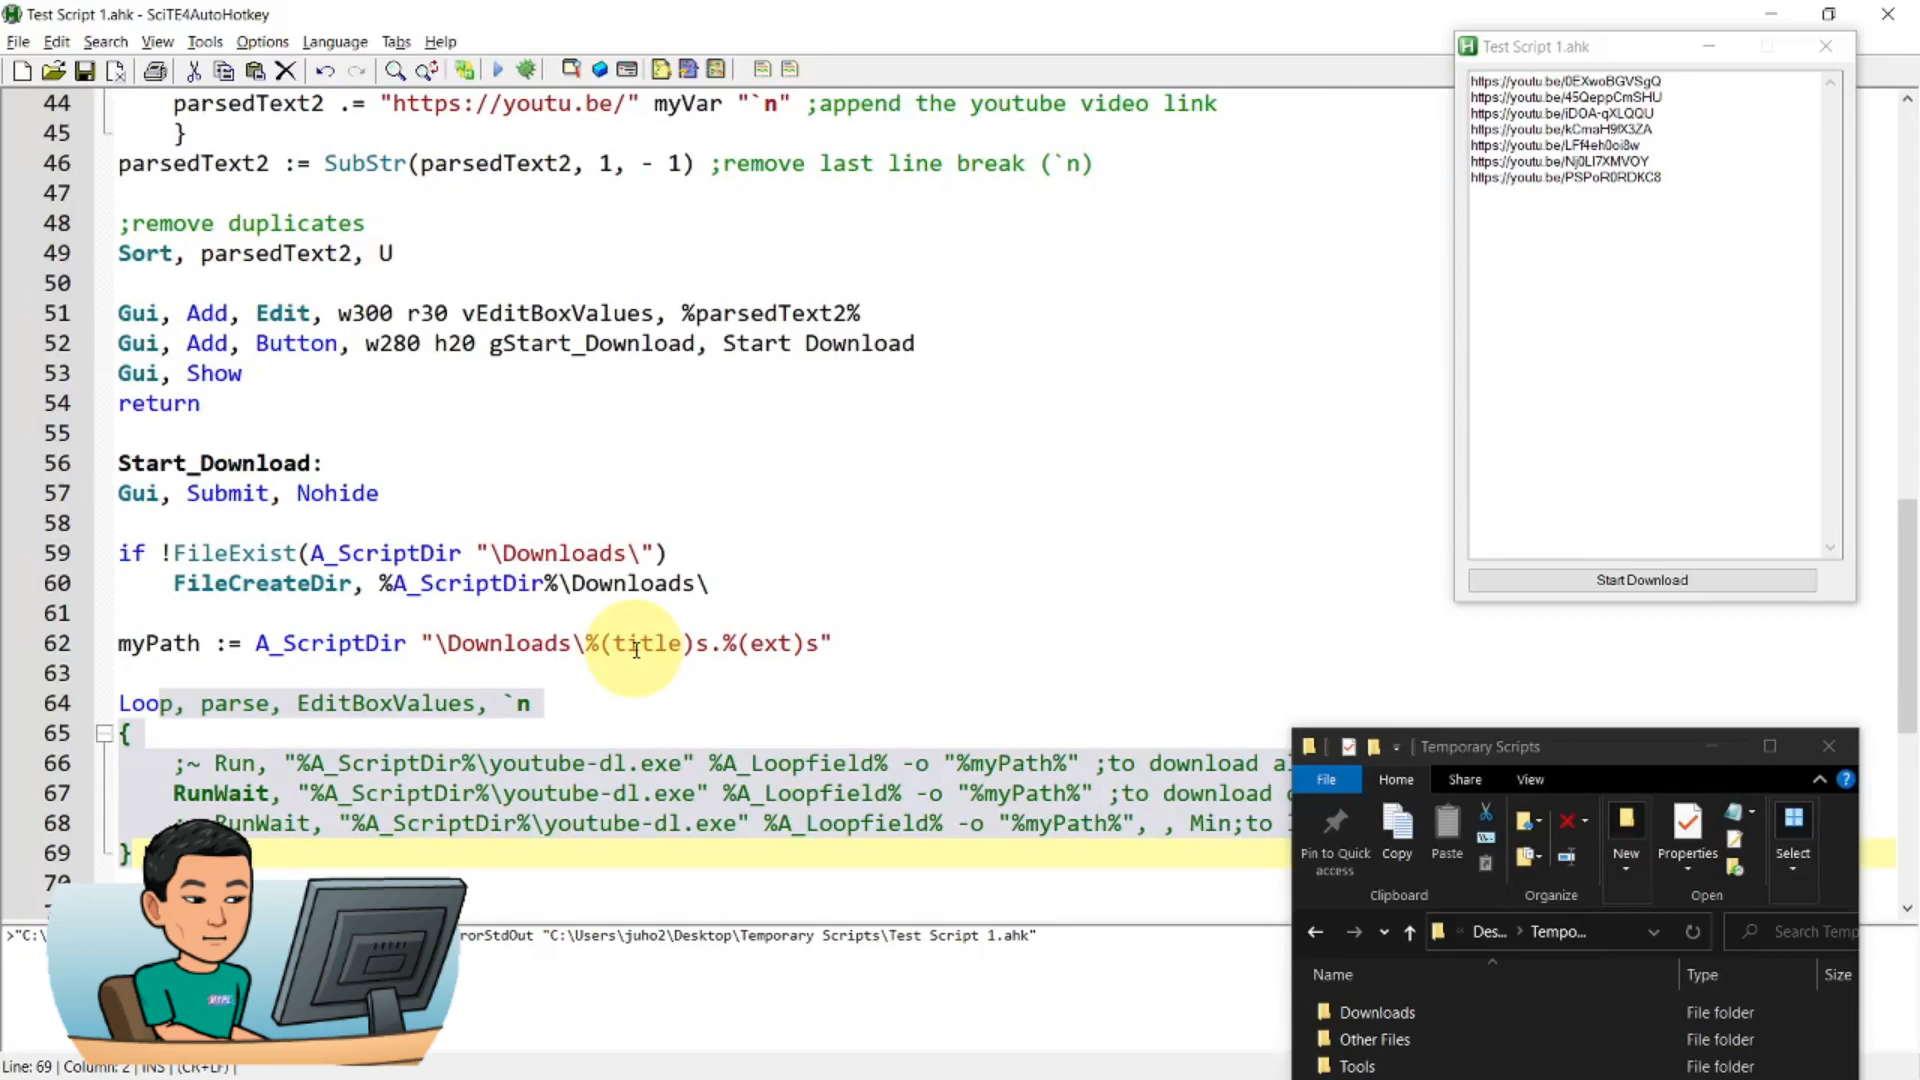 Test Script 1.ahk - SciTE4AutoHotkey
File Edit Search View Tools Options Language Tabs Help
44 parsedText2 .= "https://youtu.be/" myVar "`n" ;append the youtube video link
45 }
46 parsedText2 := SubStr(parsedText2, 1, - 1) ;remove last line break (`n)
47
48 ;remove duplicates
49 Sort, parsedText2, U
50
51 Gui, Add, Edit, w300 r30 vEditBoxValues, %parsedText2%
52 Gui, Add, Button, w280 h20 gStart_Download, Start Download
53 Gui, Show
54 return
55
56 Start_Download:
57 Gui, Submit, Nohide
58
59 if !FileExist(A_ScriptDir "\Downloads\")
60 FileCreateDir, %A_ScriptDir%\Downloads\
61
62 myPath := A_ScriptDir "\Downloads\%(title)s.%(ext)s"
63
64 Loop, parse, EditBoxValues, `n
65 {
66 ;~ Run, "%A_ScriptDir%\youtube-dl.exe" %A_Loopfield% -o "%myPath%" ;to download
67 RunWait, "%A_ScriptDir%\youtube-dl.exe" %A_Loopfield% -o "%myPath%" ;to download
68 RunWait, "%A_ScriptDir%\youtube-dl.exe" %A_Loopfield% -o "%myPath%", , Min;to
69 }
70
>"C:\ rorStdOut "C:\Users\juho2\Desktop\Temporary Scripts\Test Script 1.ahk"
Line: 69 | Column: 2 | INS | (CR+LF) |
Test Script 1.ahk
https://youtu.be/0EXwoBGVSgQ
https://youtu.be/45QeppCmSHU
https://youtu.be/iDOA-qXLQQU
https://youtu.be/kCmaH9fX3ZA
https://youtu.be/LFf4eh0oi8w
https://youtu.be/Nj0LI7XMVOY
https://youtu.be/PSPoR0RDKC8
Start Download
Temporary Scripts
File Home Share View
Pin to Quick access Copy Paste New Properties Select
Clipboard Organize Open
Des... Tempo... Search Temp
Name Type Size
Downloads File folder
Other Files File folder
Tools File folder